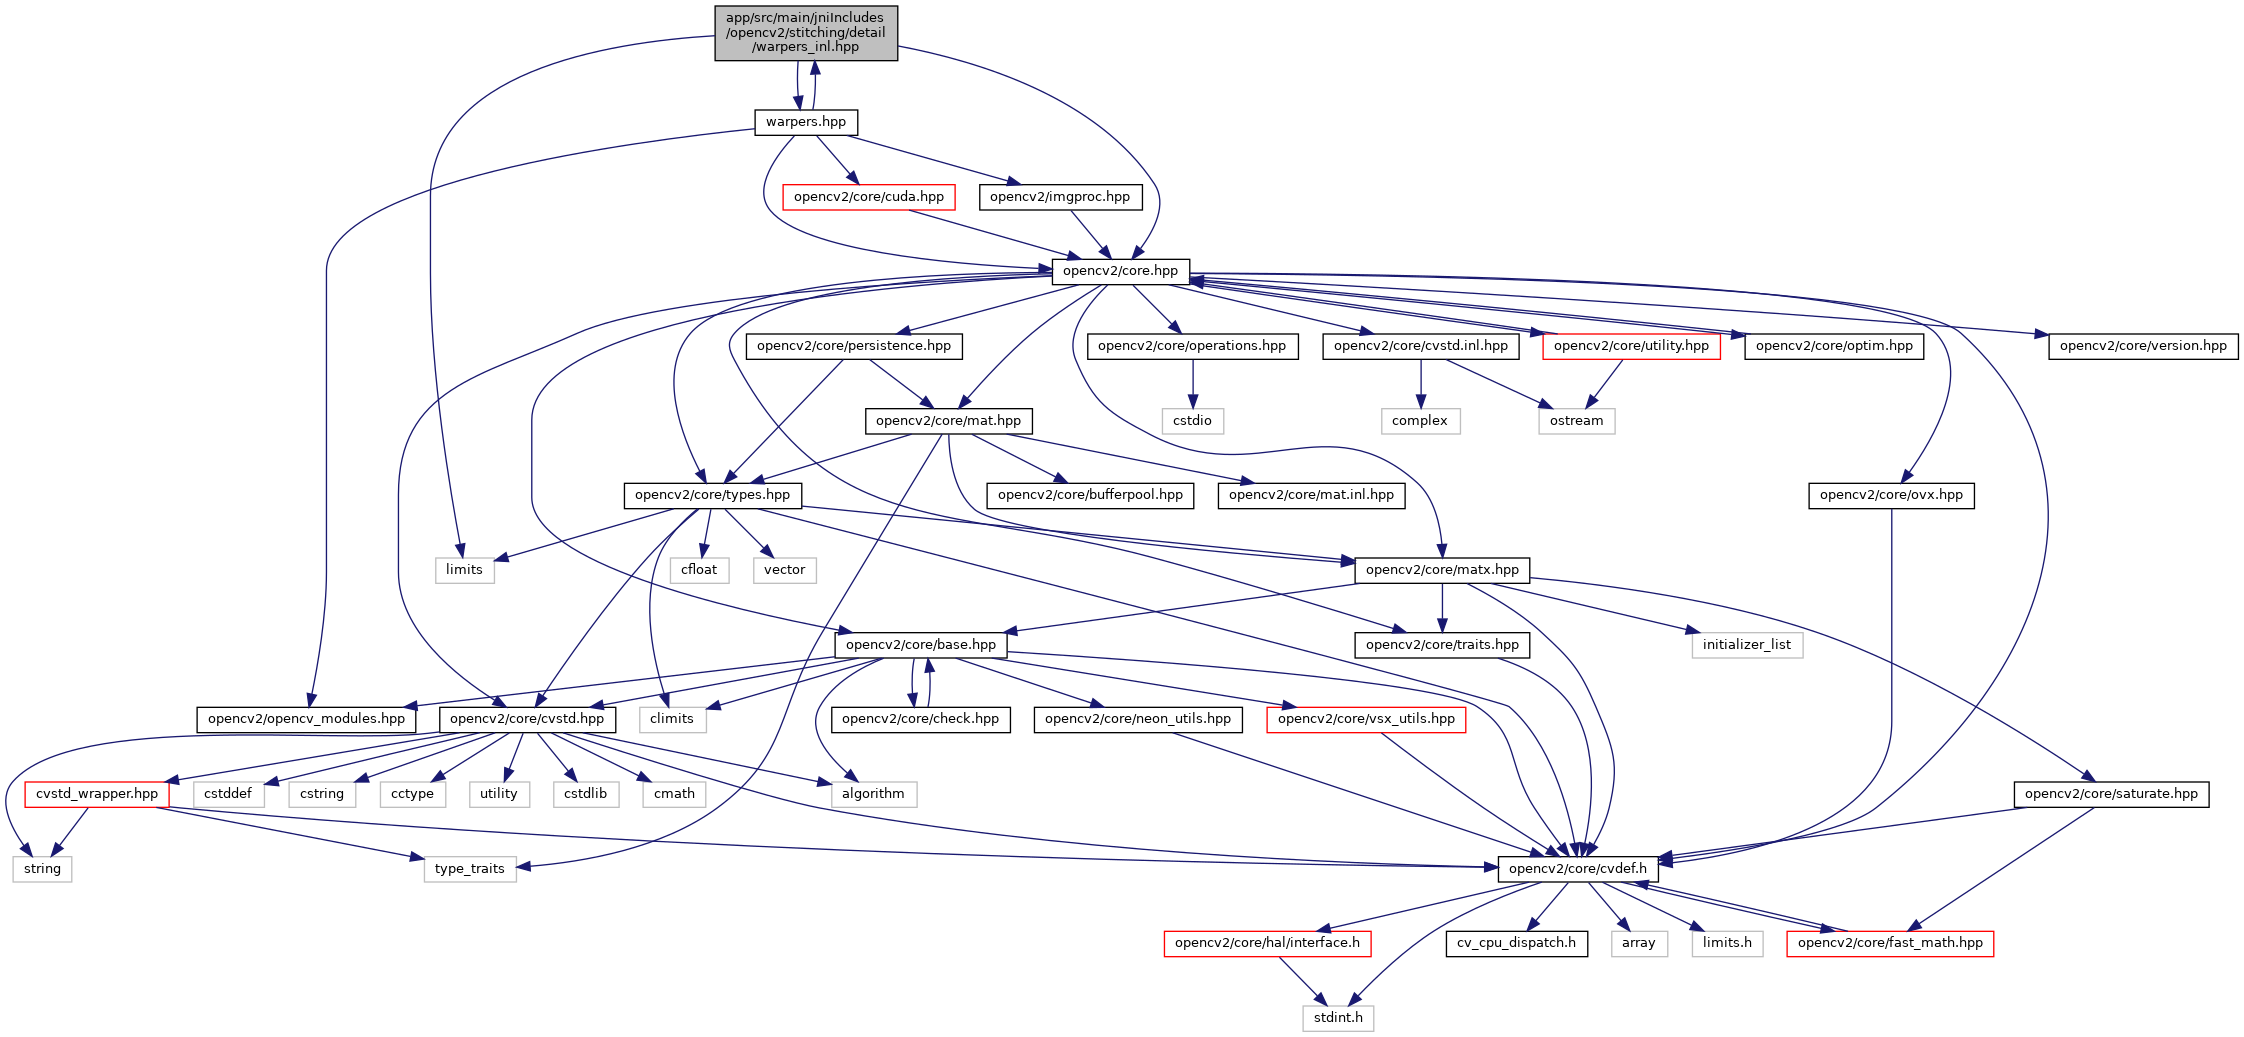 app/src/main/jniIncludes
/opencv2/stitching/detail
/warpers_inl.hpp
warpers.hpp
opencv2/core/cuda.hpp
opencv2/imgproc.hpp
opencv2/core.hpp
opencv2/core/persistence.hpp
opencv2/core/operations.hpp
opencv2/core/cvstd.inl.hpp
opencv2/core/utility.hpp
opencv2/core/optim.hpp
opencv2/core/version.hpp
opencv2/core/mat.hpp
cstdio
complex
ostream
opencv2/core/types.hpp
opencv2/core/bufferpool.hpp
opencv2/core/mat.inl.hpp
opencv2/core/ovx.hpp
limits
cfloat
vector
opencv2/core/matx.hpp
opencv2/core/base.hpp
opencv2/core/traits.hpp
initializer_list
opencv2/opencv_modules.hpp
opencv2/core/cvstd.hpp
climits
opencv2/core/check.hpp
opencv2/core/neon_utils.hpp
opencv2/core/vsx_utils.hpp
cvstd_wrapper.hpp
cstddef
cstring
cctype
utility
cstdlib
cmath
algorithm
opencv2/core/saturate.hpp
string
type_traits
opencv2/core/cvdef.h
opencv2/core/hal/interface.h
cv_cpu_dispatch.h
array
limits.h
opencv2/core/fast_math.hpp
stdint.h